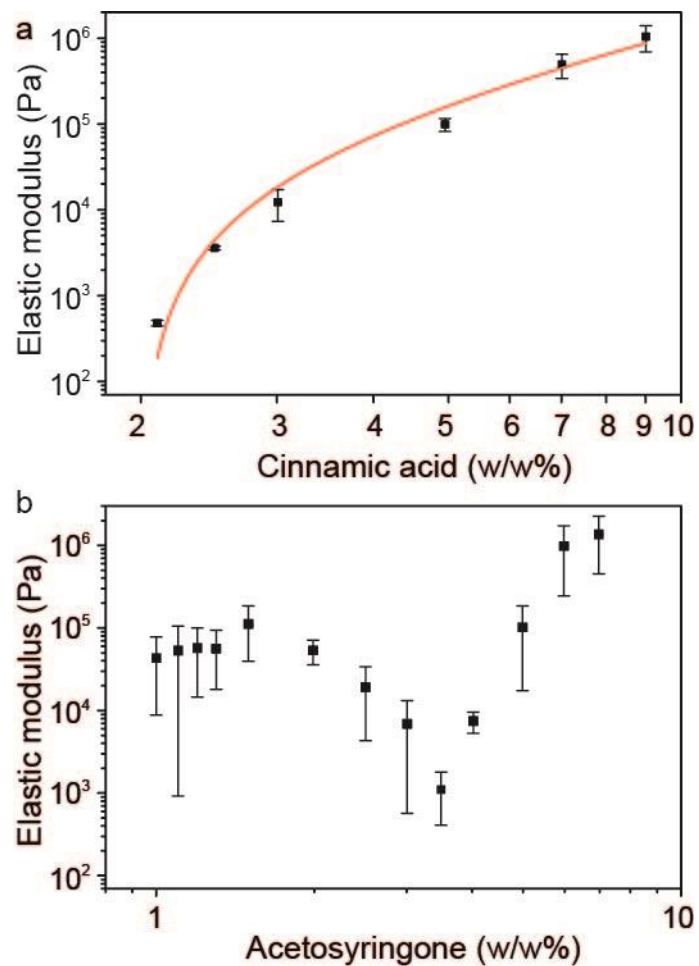 a
Elastic modulus (Pa)
10^6
10^5
10^4
10^3
10^2
2 3 4 5 6 7 8 9 10
Cinnamic acid (w/w%)
b
Elastic modulus (Pa)
10^6
10^5
10^4
10^3
10^2
1 10
Acetosyringone (w/w%)